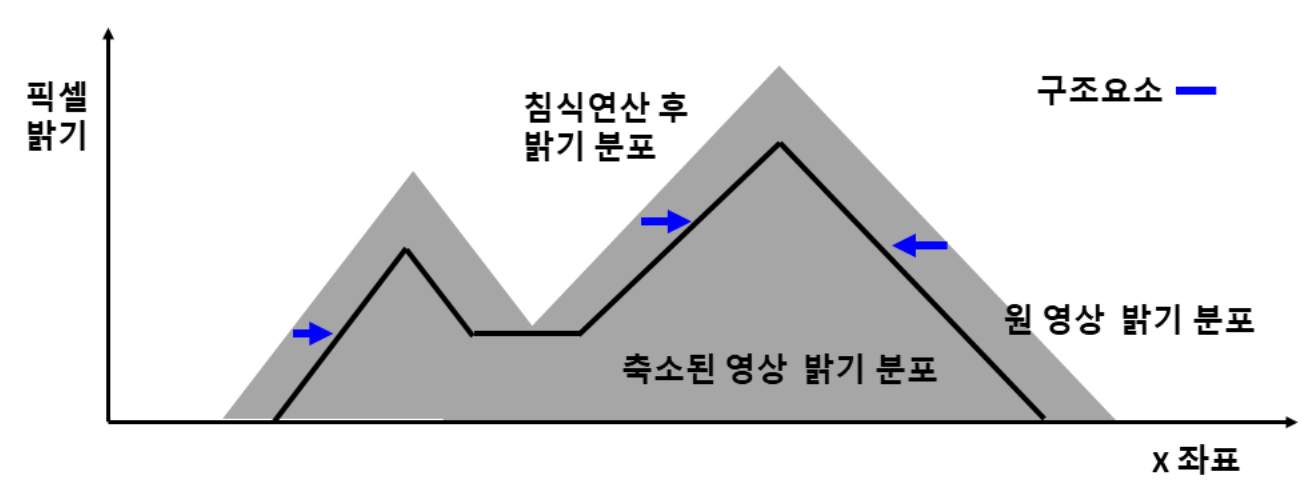 픽셀
밝기
침식연산 후
밝기 분포
구조요소
원 영상 밝기 분포
축소된 영상 밝기 분포
x 좌표